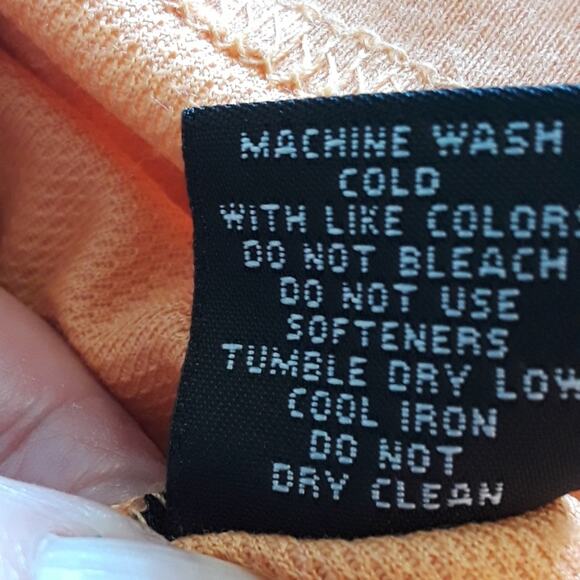 MACHINE WASH
COLD
WITH LIKE COLORS
DO NOT BLEACH
DO NOT USE
SOFTENERS
TUMBLE DRY LOW
COOL IRON
DO NOT
DRY CLEAN